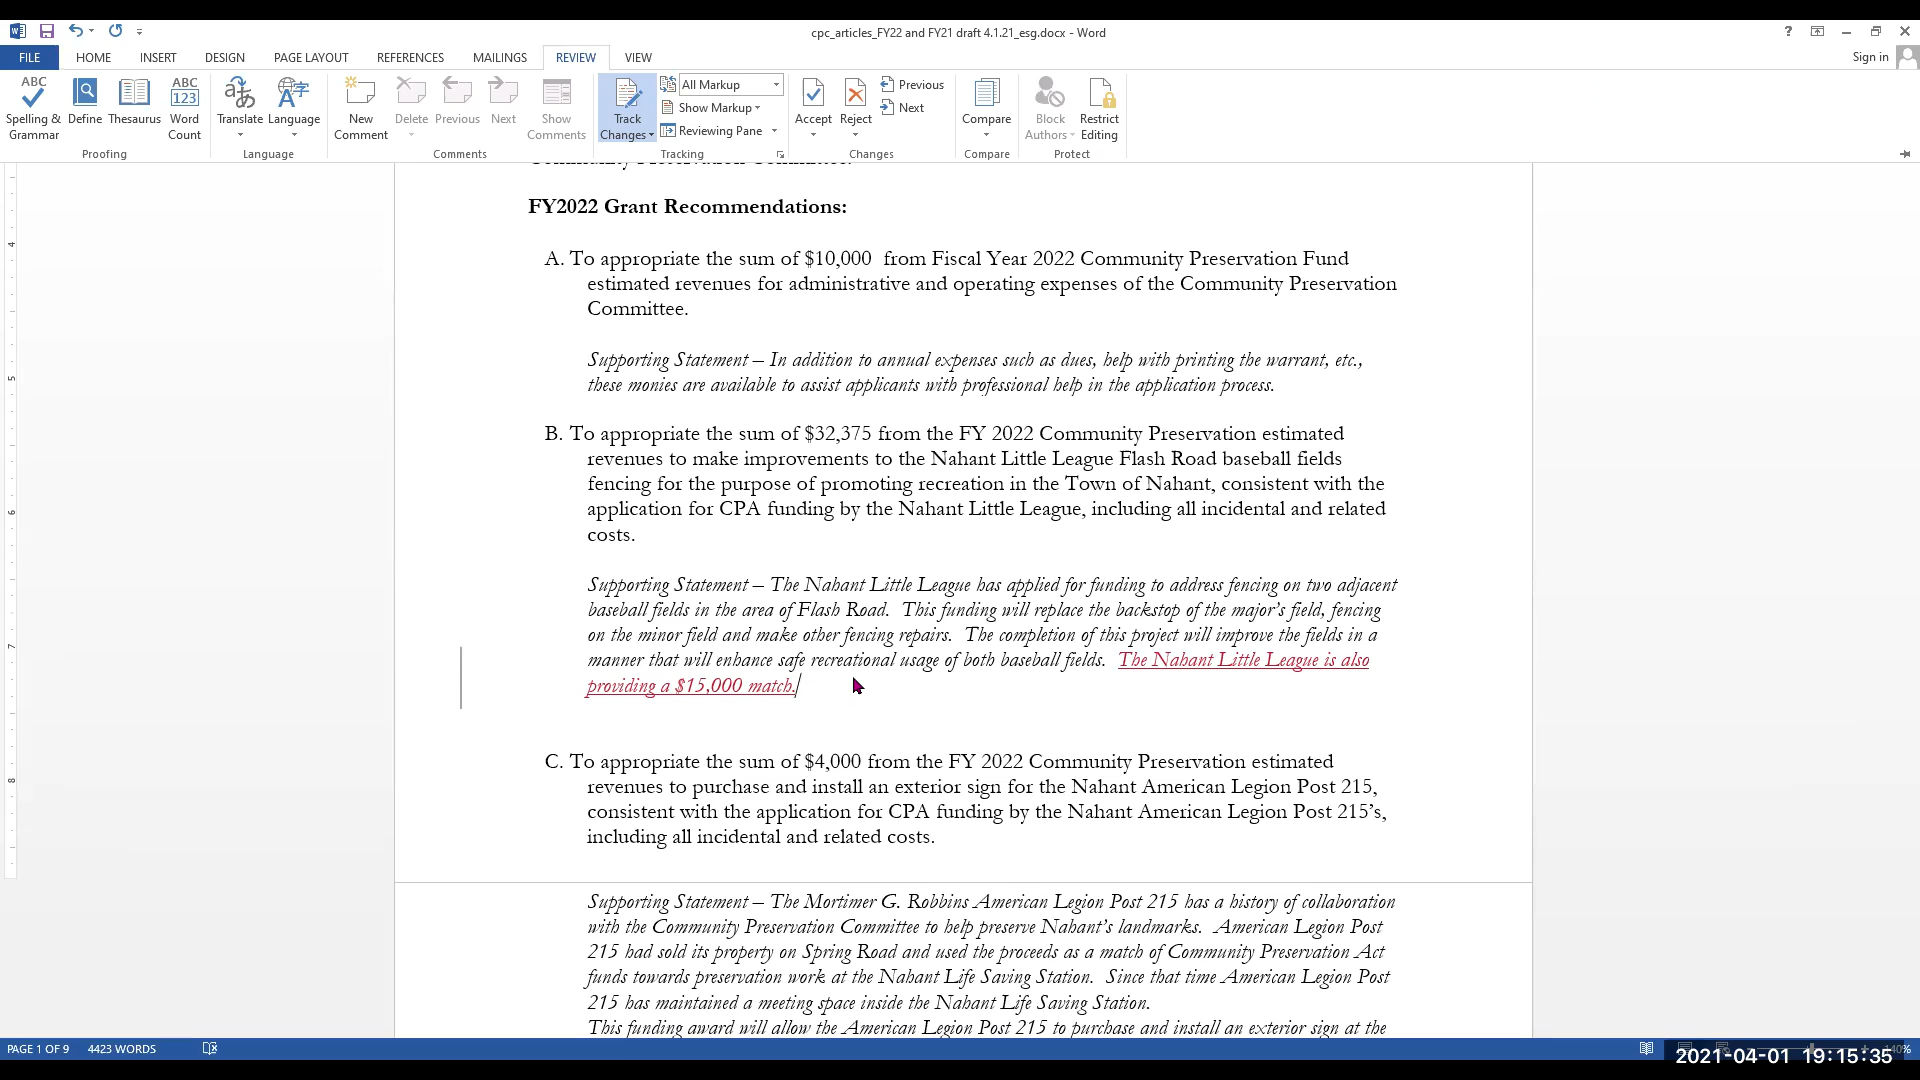 cpc_articles_FY22 and FY21 draft 4.1.21_esg.docx - Word
FILE HOME INSERT DESIGN PAGE LAYOUT REFERENCES MAILINGS REVIEW VIEW Sign in
Spelling & Grammar
Define
Thesaurus
Word Count
Translate
Language
New Comment
Delete
Previous
Next
Show Comments
Track Changes
All Markup
Show Markup
Reviewing Pane
Accept
Reject
Previous
Next
Compare
Block Authors
Restrict Editing
Proofing Language Comments Tracking Changes Compare Protect
FY2022 Grant Recommendations:
A. To appropriate the sum of $10,000 from Fiscal Year 2022 Community Preservation Fund
estimated revenues for administrative and operating expenses of the Community Preservation
Committee.
Supporting Statement – In addition to annual expenses such as dues, help with printing the warrant, etc.,
these monies are available to assist applicants with professional help in the application process.
B. To appropriate the sum of $32,375 from the FY 2022 Community Preservation estimated
revenues to make improvements to the Nahant Little League Flash Road baseball fields
fencing for the purpose of promoting recreation in the Town of Nahant, consistent with the
application for CPA funding by the Nahant Little League, including all incidental and related
costs.
Supporting Statement – The Nahant Little League has applied for funding to address fencing on two adjacent
baseball fields in the area of Flash Road. This funding will replace the backstop of the major's field, fencing
on the minor field and make other fencing repairs. The completion of this project will improve the fields in a
manner that will enhance safe recreational usage of both baseball fields. The Nahant Little League is also
providing a $15,000 match.
C. To appropriate the sum of $4,000 from the FY 2022 Community Preservation estimated
revenues to purchase and install an exterior sign for the Nahant American Legion Post 215,
consistent with the application for CPA funding by the Nahant American Legion Post 215's,
including all incidental and related costs.
Supporting Statement – The Mortimer G. Robbins American Legion Post 215 has a history of collaboration
with the Community Preservation Committee to help preserve Nahant's landmarks. American Legion Post
215 had sold its property on Spring Road and used the proceeds as a match of Community Preservation Act
funds towards preservation work at the Nahant Life Saving Station. Since that time American Legion Post
215 has maintained a meeting space inside the Nahant Life Saving Station.
This funding award will allow the American Legion Post 215 to purchase and install an exterior sign at the
PAGE 1 OF 9 4423 WORDS
2021-04-01 19:15:35